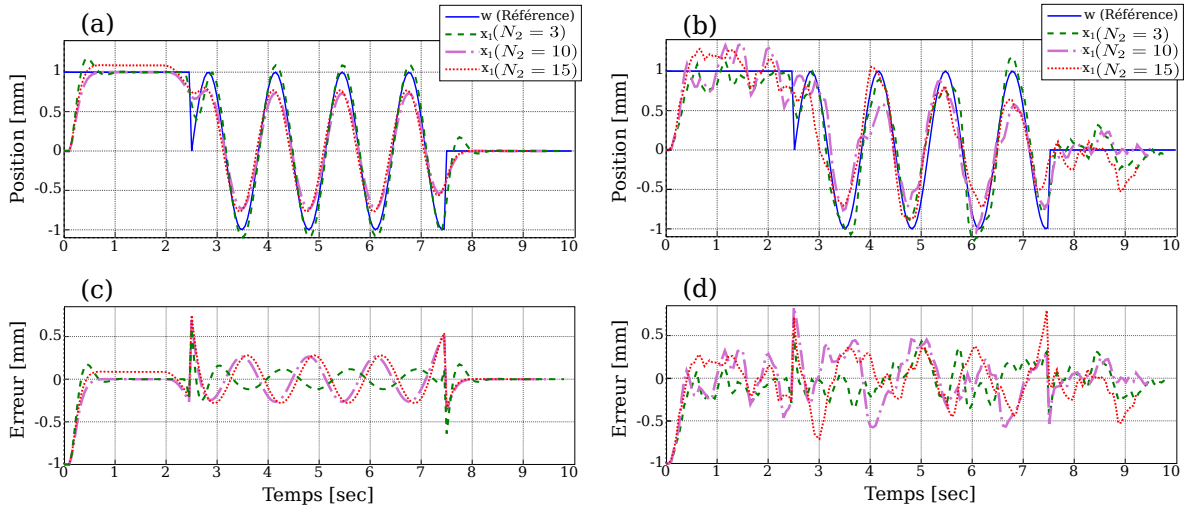 (a)
w (Référence)
x₁(N₂ = 3)
x₁(N₂ = 10)
x₁(N₂ = 15)
Position [mm]
1
0.5
0
-0.5
-1
0 1 2 3 4 5 6 7 8 9 10
(b)
w (Référence)
x₁(N₂ = 3)
x₁(N₂ = 10)
x₁(N₂ = 15)
Position [mm]
1
0.5
0
-0.5
-1
0 1 2 3 4 5 6 7 8 9 10
(c)
Erreur [mm]
0.5
0
-0.5
-1
0 1 2 3 4 5 6 7 8 9 10
Temps [sec]
(d)
Erreur [mm]
0.5
0
-0.5
-1
0 1 2 3 4 5 6 7 8 9 10
Temps [sec]